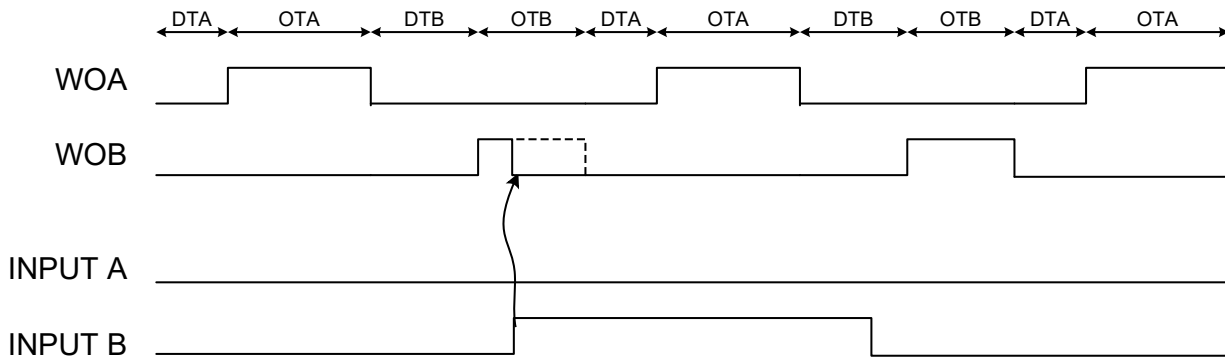 DTA OTA DTB OTB DTA OTA DTB OTB DTA OTA
WOA
WOB
INPUT A
INPUT B